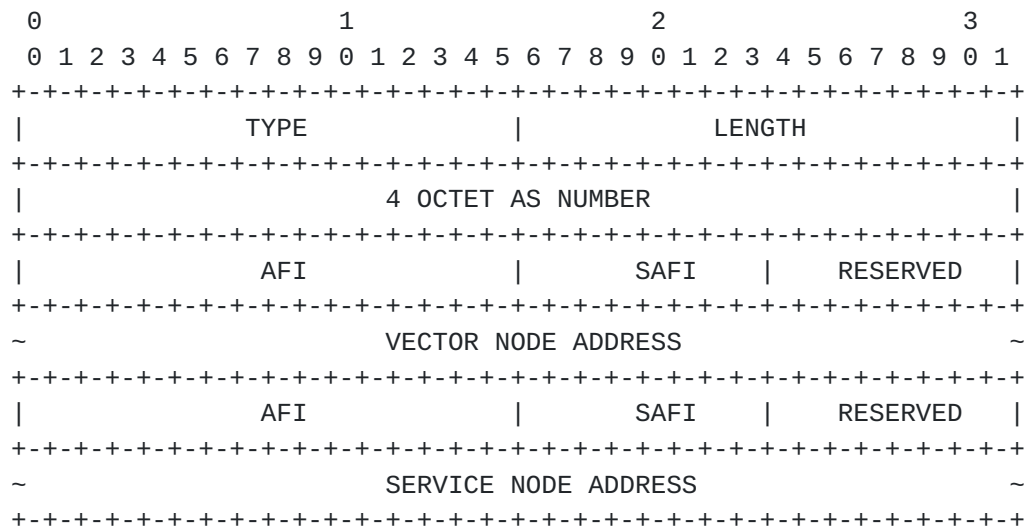 0                   1                   2                   3
 0 1 2 3 4 5 6 7 8 9 0 1 2 3 4 5 6 7 8 9 0 1 2 3 4 5 6 7 8 9 0 1
+-+-+-+-+-+-+-+-+-+-+-+-+-+-+-+-+-+-+-+-+-+-+-+-+-+-+-+-+-+-+-+-+
|              TYPE             |            LENGTH             |
+-+-+-+-+-+-+-+-+-+-+-+-+-+-+-+-+-+-+-+-+-+-+-+-+-+-+-+-+-+-+-+-+
|                       4 OCTET AS NUMBER                       |
+-+-+-+-+-+-+-+-+-+-+-+-+-+-+-+-+-+-+-+-+-+-+-+-+-+-+-+-+-+-+-+-+
|               AFI             |       SAFI    |    RESERVED   |
+-+-+-+-+-+-+-+-+-+-+-+-+-+-+-+-+-+-+-+-+-+-+-+-+-+-+-+-+-+-+-+-+
~                       VECTOR NODE ADDRESS                     ~
+-+-+-+-+-+-+-+-+-+-+-+-+-+-+-+-+-+-+-+-+-+-+-+-+-+-+-+-+-+-+-+-+
|               AFI             |       SAFI    |    RESERVED   |
+-+-+-+-+-+-+-+-+-+-+-+-+-+-+-+-+-+-+-+-+-+-+-+-+-+-+-+-+-+-+-+-+
~                       SERVICE NODE ADDRESS                    ~
+-+-+-+-+-+-+-+-+-+-+-+-+-+-+-+-+-+-+-+-+-+-+-+-+-+-+-+-+-+-+-+-+